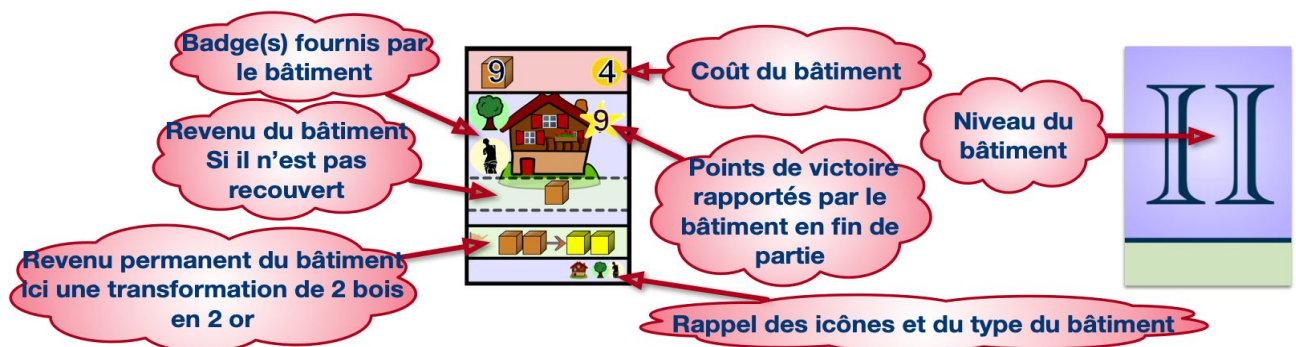 Badge(s) fournis par
le bâtiment
9
4
Coût du bâtiment
II
Niveau du
bâtiment
Revenu du bâtiment
Si il n'est pas
recouvert
9
Points de victoire
rapportés par le
bâtiment en fin de
partie
Revenu permanent du bâtiment
ici une transformation de 2 bois
en 2 or
Rappel des icônes et du type du bâtiment